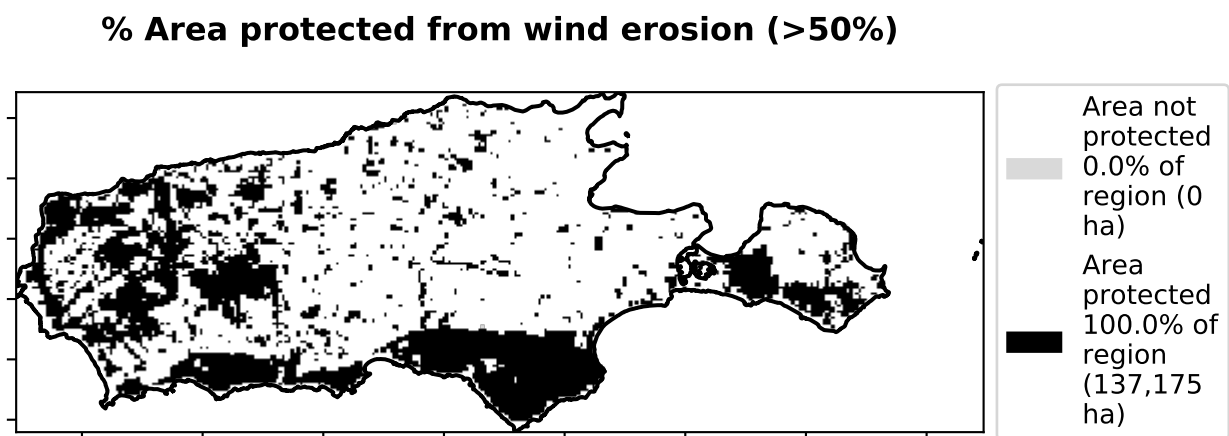 % Area protected from wind erosion (>50%)
Area not
protected
0.0% of
region (0
ha)
Area
protected
100.0% of
region
(137,175
ha)